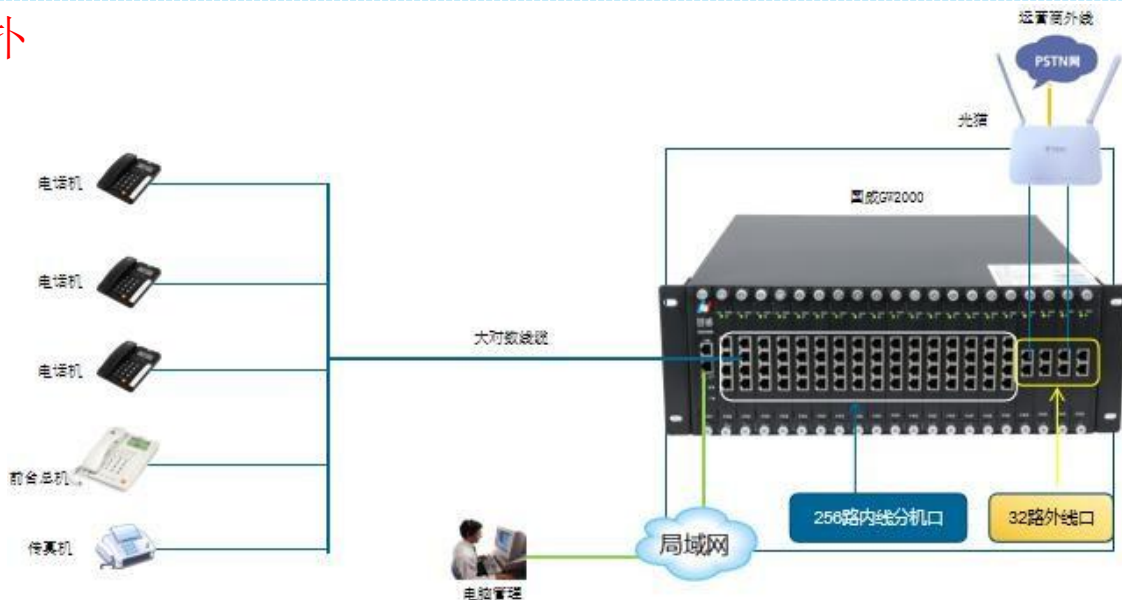 扑
运营商外线
PSTN网
光猫
国威GW2000
电话机
电话机
大对数线缆
电话机
前台总机
传真机
256路内线分机口
32路外线口
局域网
电脑管理